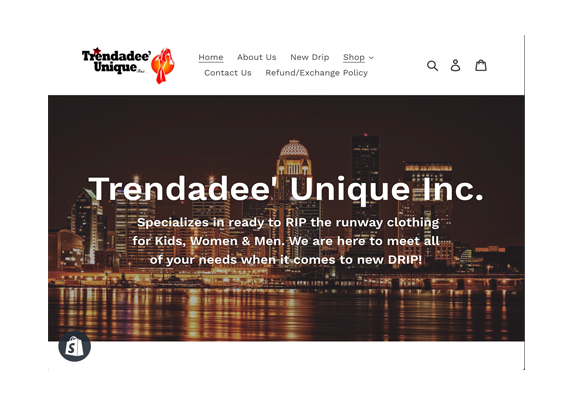 Trendadee'
Unique Inc
Home About Us New Drip Shop
Contact Us Refund/Exchange Policy
Trendadee' Unique Inc.
Specializes in ready to RIP the runway clothing
for Kids, Women & Men. We are here to meet all
of your needs when it comes to new DRIP!